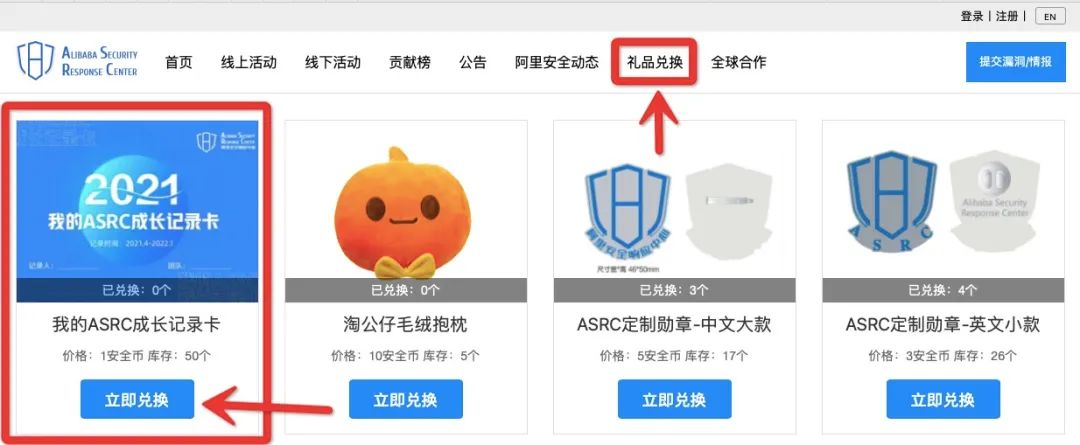 登录 | 注册 | EN
ALIBABA SECURITY
RESPONSE CENTER
首页 线上活动 线下活动 贡献榜 公告 阿里安全动态 礼品兑换 全球合作 提交漏洞/情报
ALIBABA SECURITY
RESPONSE CENTER
2021
我的ASRC成长记录卡
记录时间：2021.4-2022.1
记录人：
团队：
已兑换：0个
我的ASRC成长记录卡
价格：1安全币 库存：50个
立即兑换
已兑换：0个
淘公仔毛绒抱枕
价格：10安全币 库存：5个
立即兑换
阿里安全响应中心
尺寸宽*高 46*50mm
已兑换：3个
ASRC定制勋章-中文大款
价格：5安全币 库存：17个
立即兑换
ASRC
Alibaba Security
Response Center
已兑换：4个
ASRC定制勋章-英文小款
价格：3安全币 库存：26个
立即兑换